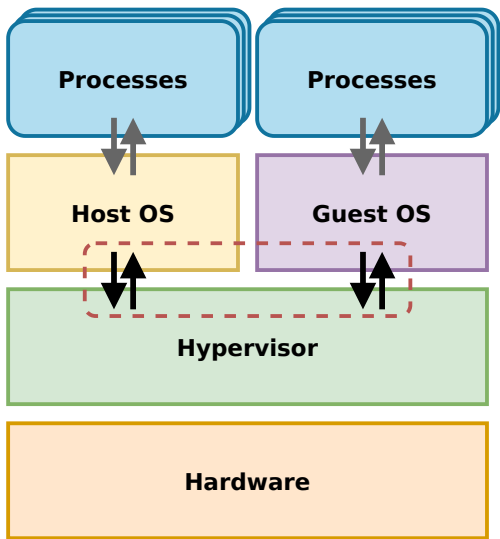 Processes
Processes
Host OS
Guest OS
Hypervisor
Hardware